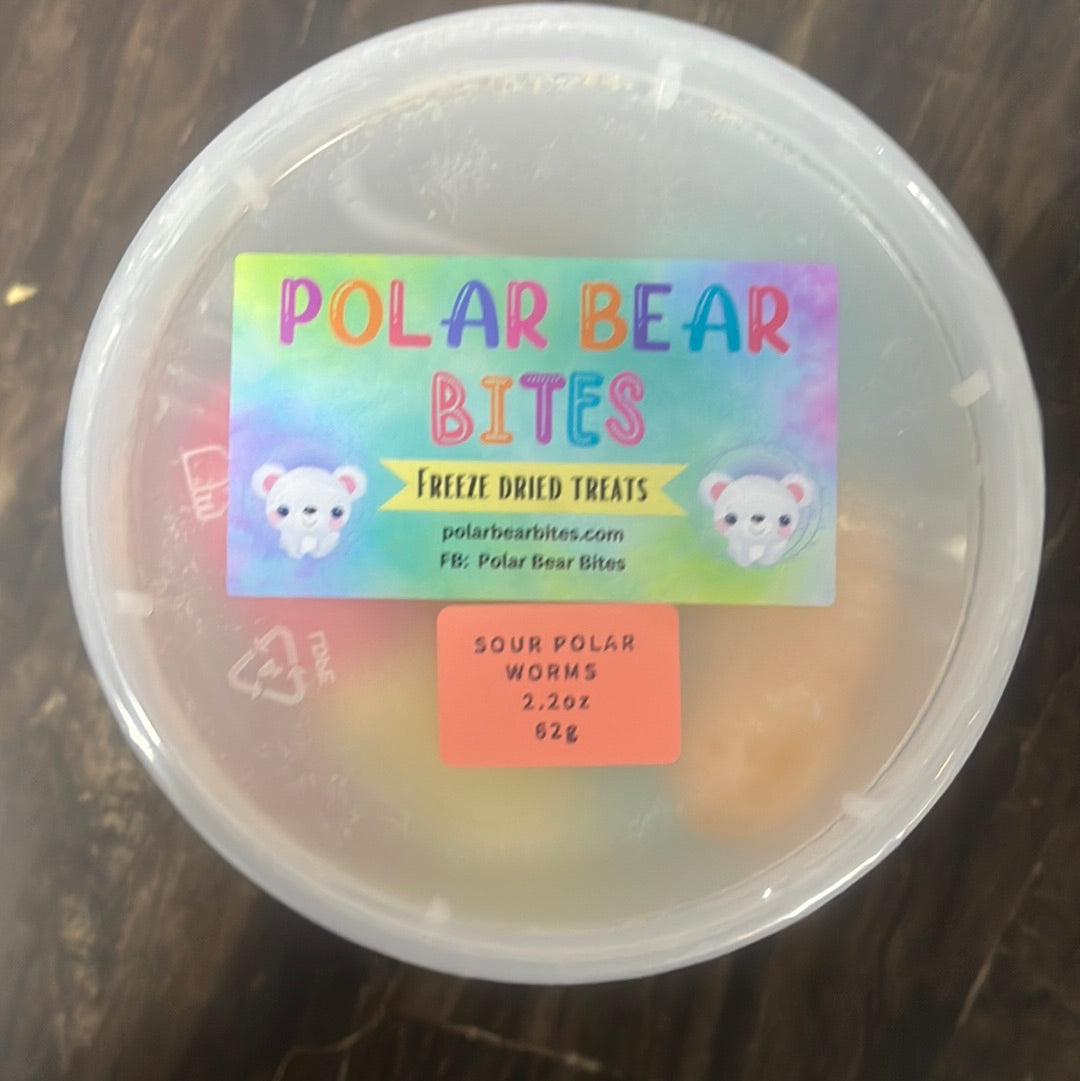 POLAR BEAR
BITES
FREEZE DRIED TREATS
polarbearbites.com
FB: Polar Bear Bites
SOUR POLAR
WORMS
2.2oz
62g